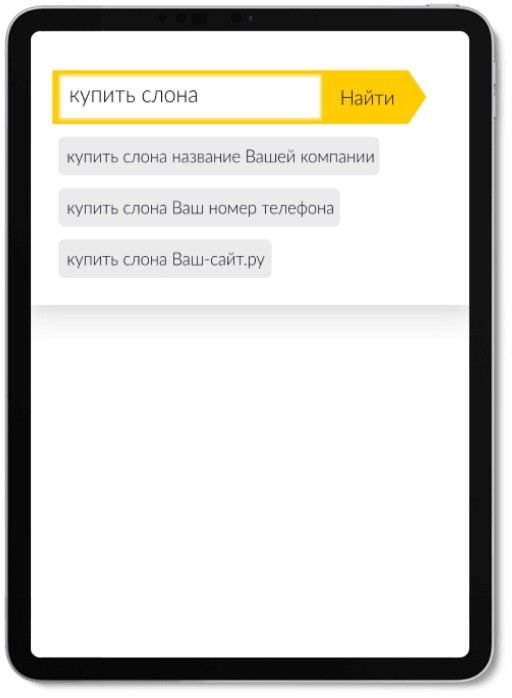 купить слона
Найти
купить слона название Вашей компании
купить слона Ваш номер телефона
купить слона Ваш-сайт.ру